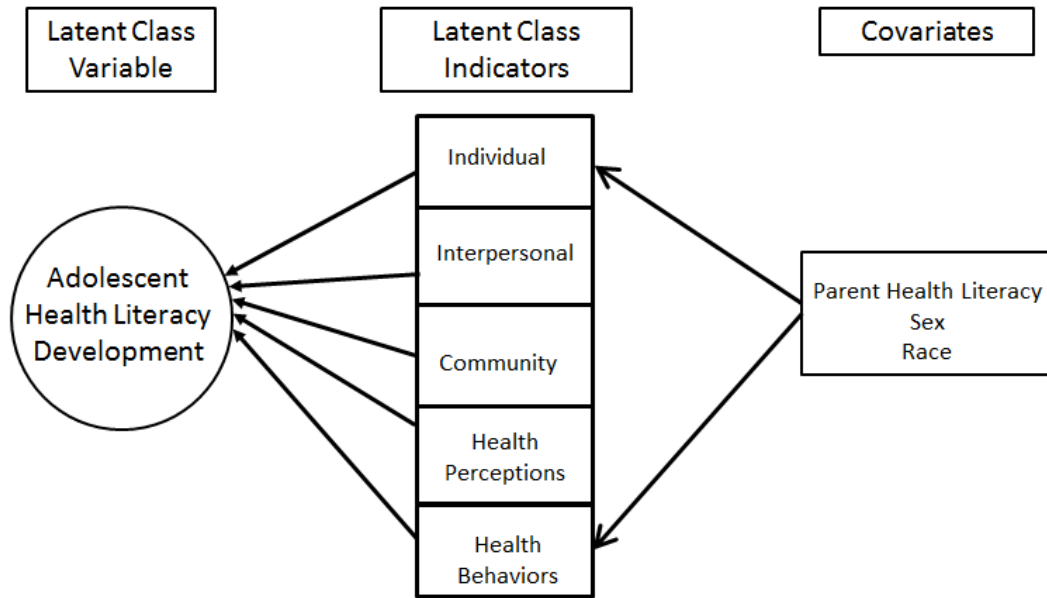 Latent Class
Variable
Latent Class
Indicators
Covariates
Individual
Interpersonal
Community
Health
Perceptions
Health
Behaviors
Adolescent
Health Literacy
Development
Parent Health Literacy
Sex
Race